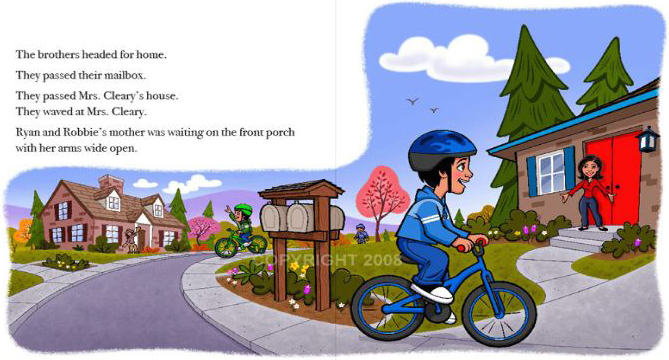 The brothers headed for home.
They passed their mailbox.
They passed Mrs. Cleary's house.
They waved at Mrs. Cleary.
Ryan and Robbie's mother was waiting on the front porch
with her arms wide open.
COPYRIGHT 2008